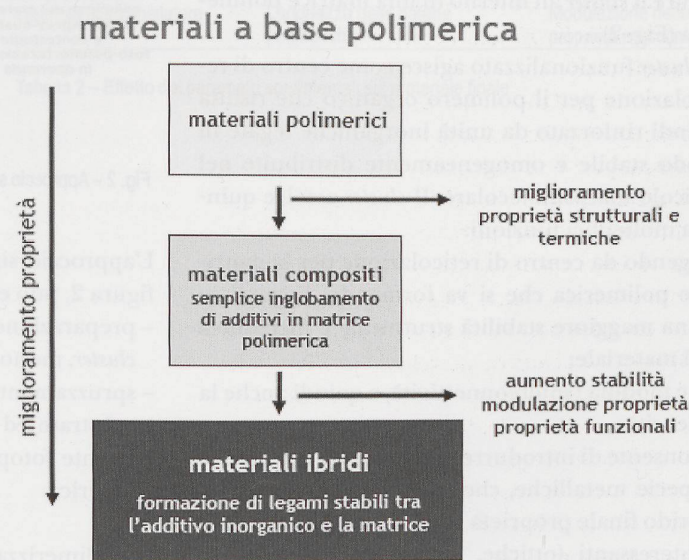 materiali a base polimerica
miglioramento proprietà
materiali polimerici
miglioramento
proprietà strutturali e
termiche
materiali compositi
semplice inglobamento
di additivi in matrice
polimerica
aumento stabilità
modulazione proprietà
proprietà funzionali
materiali ibridi
formazione di legami stabili tra
l'additivo inorganico e la matrice